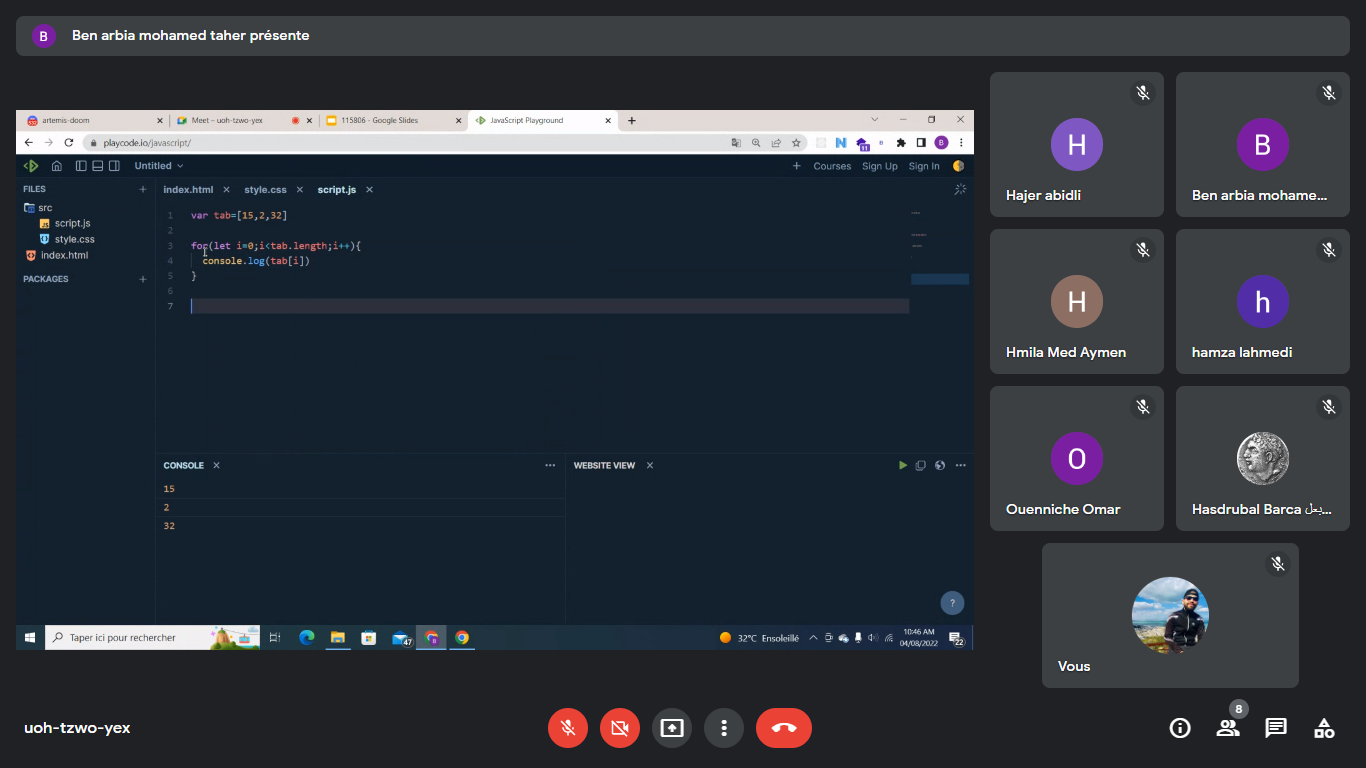 B Ben arbia mohamed taher présente
artemis-doom
Meet – uoh-tzwo-yex
115806 - Google Slides
JavaScript Playground
playcode.io/javascript/
11
B
Untitled
Courses Sign Up Sign In
FILES
src
script.js
style.css
index.html
PACKAGES
index.html style.css script.js
1 var tab=[15,2,32]
2
3 for(let i=0;i<tab.length;i++){
4 console.log(tab[i])
5 }
6
7
CONSOLE
15
2
32
WEBSITE VIEW
?
Taper ici pour rechercher
47
32°C Ensoleillé
10:46 AM
04/08/2022
22
H
Hajer abidli
B
Ben arbia mohame...
H
Hmila Med Aymen
h
hamza lahmedi
O
Ouenniche Omar
Hasdrubal Barca
Vous
uoh-tzwo-yex
8